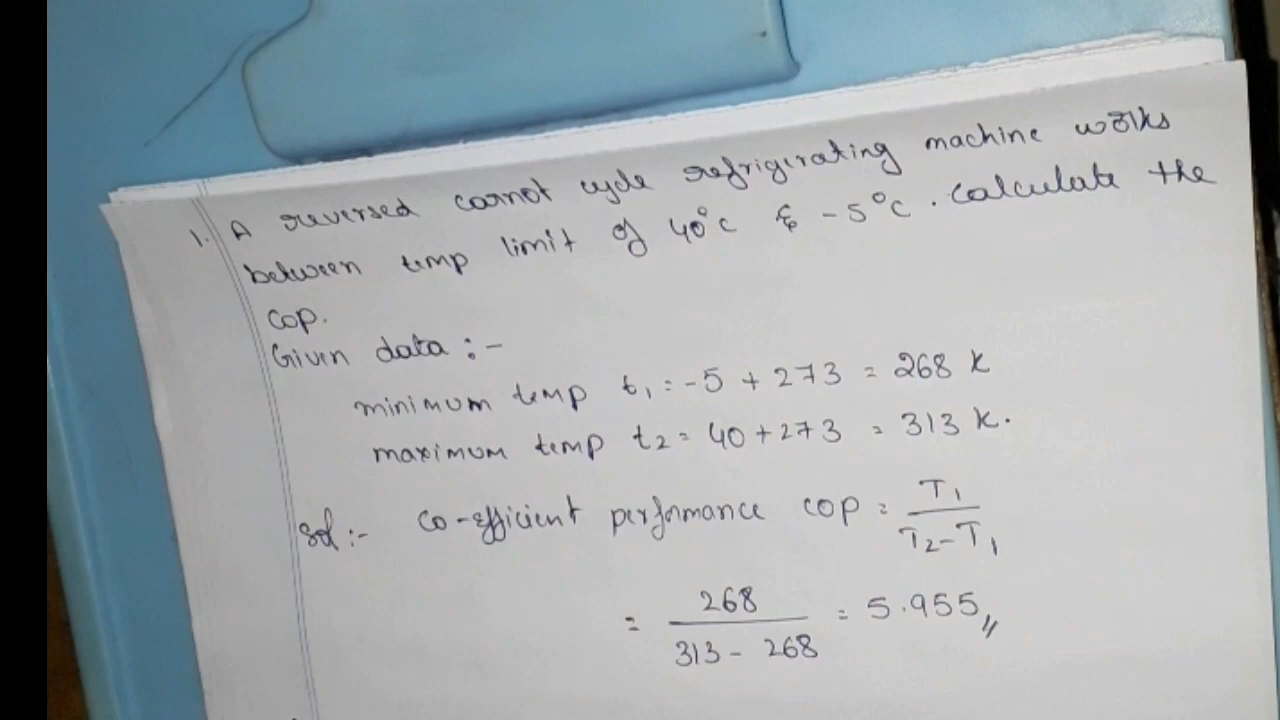 1. A reversed carnot cycle refrigirating machine works
between temp limit of 40°c & -5°c. calculate the
cop.
Given data :-
minimum temp t₁ = -5 + 273 = 268 K
maximum temp t₂ = 40 + 273 = 313 K.
Sol :- co-efficient performance cop = T₁ / T₂ - T₁
= 268 / 313 - 268 = 5.955,,